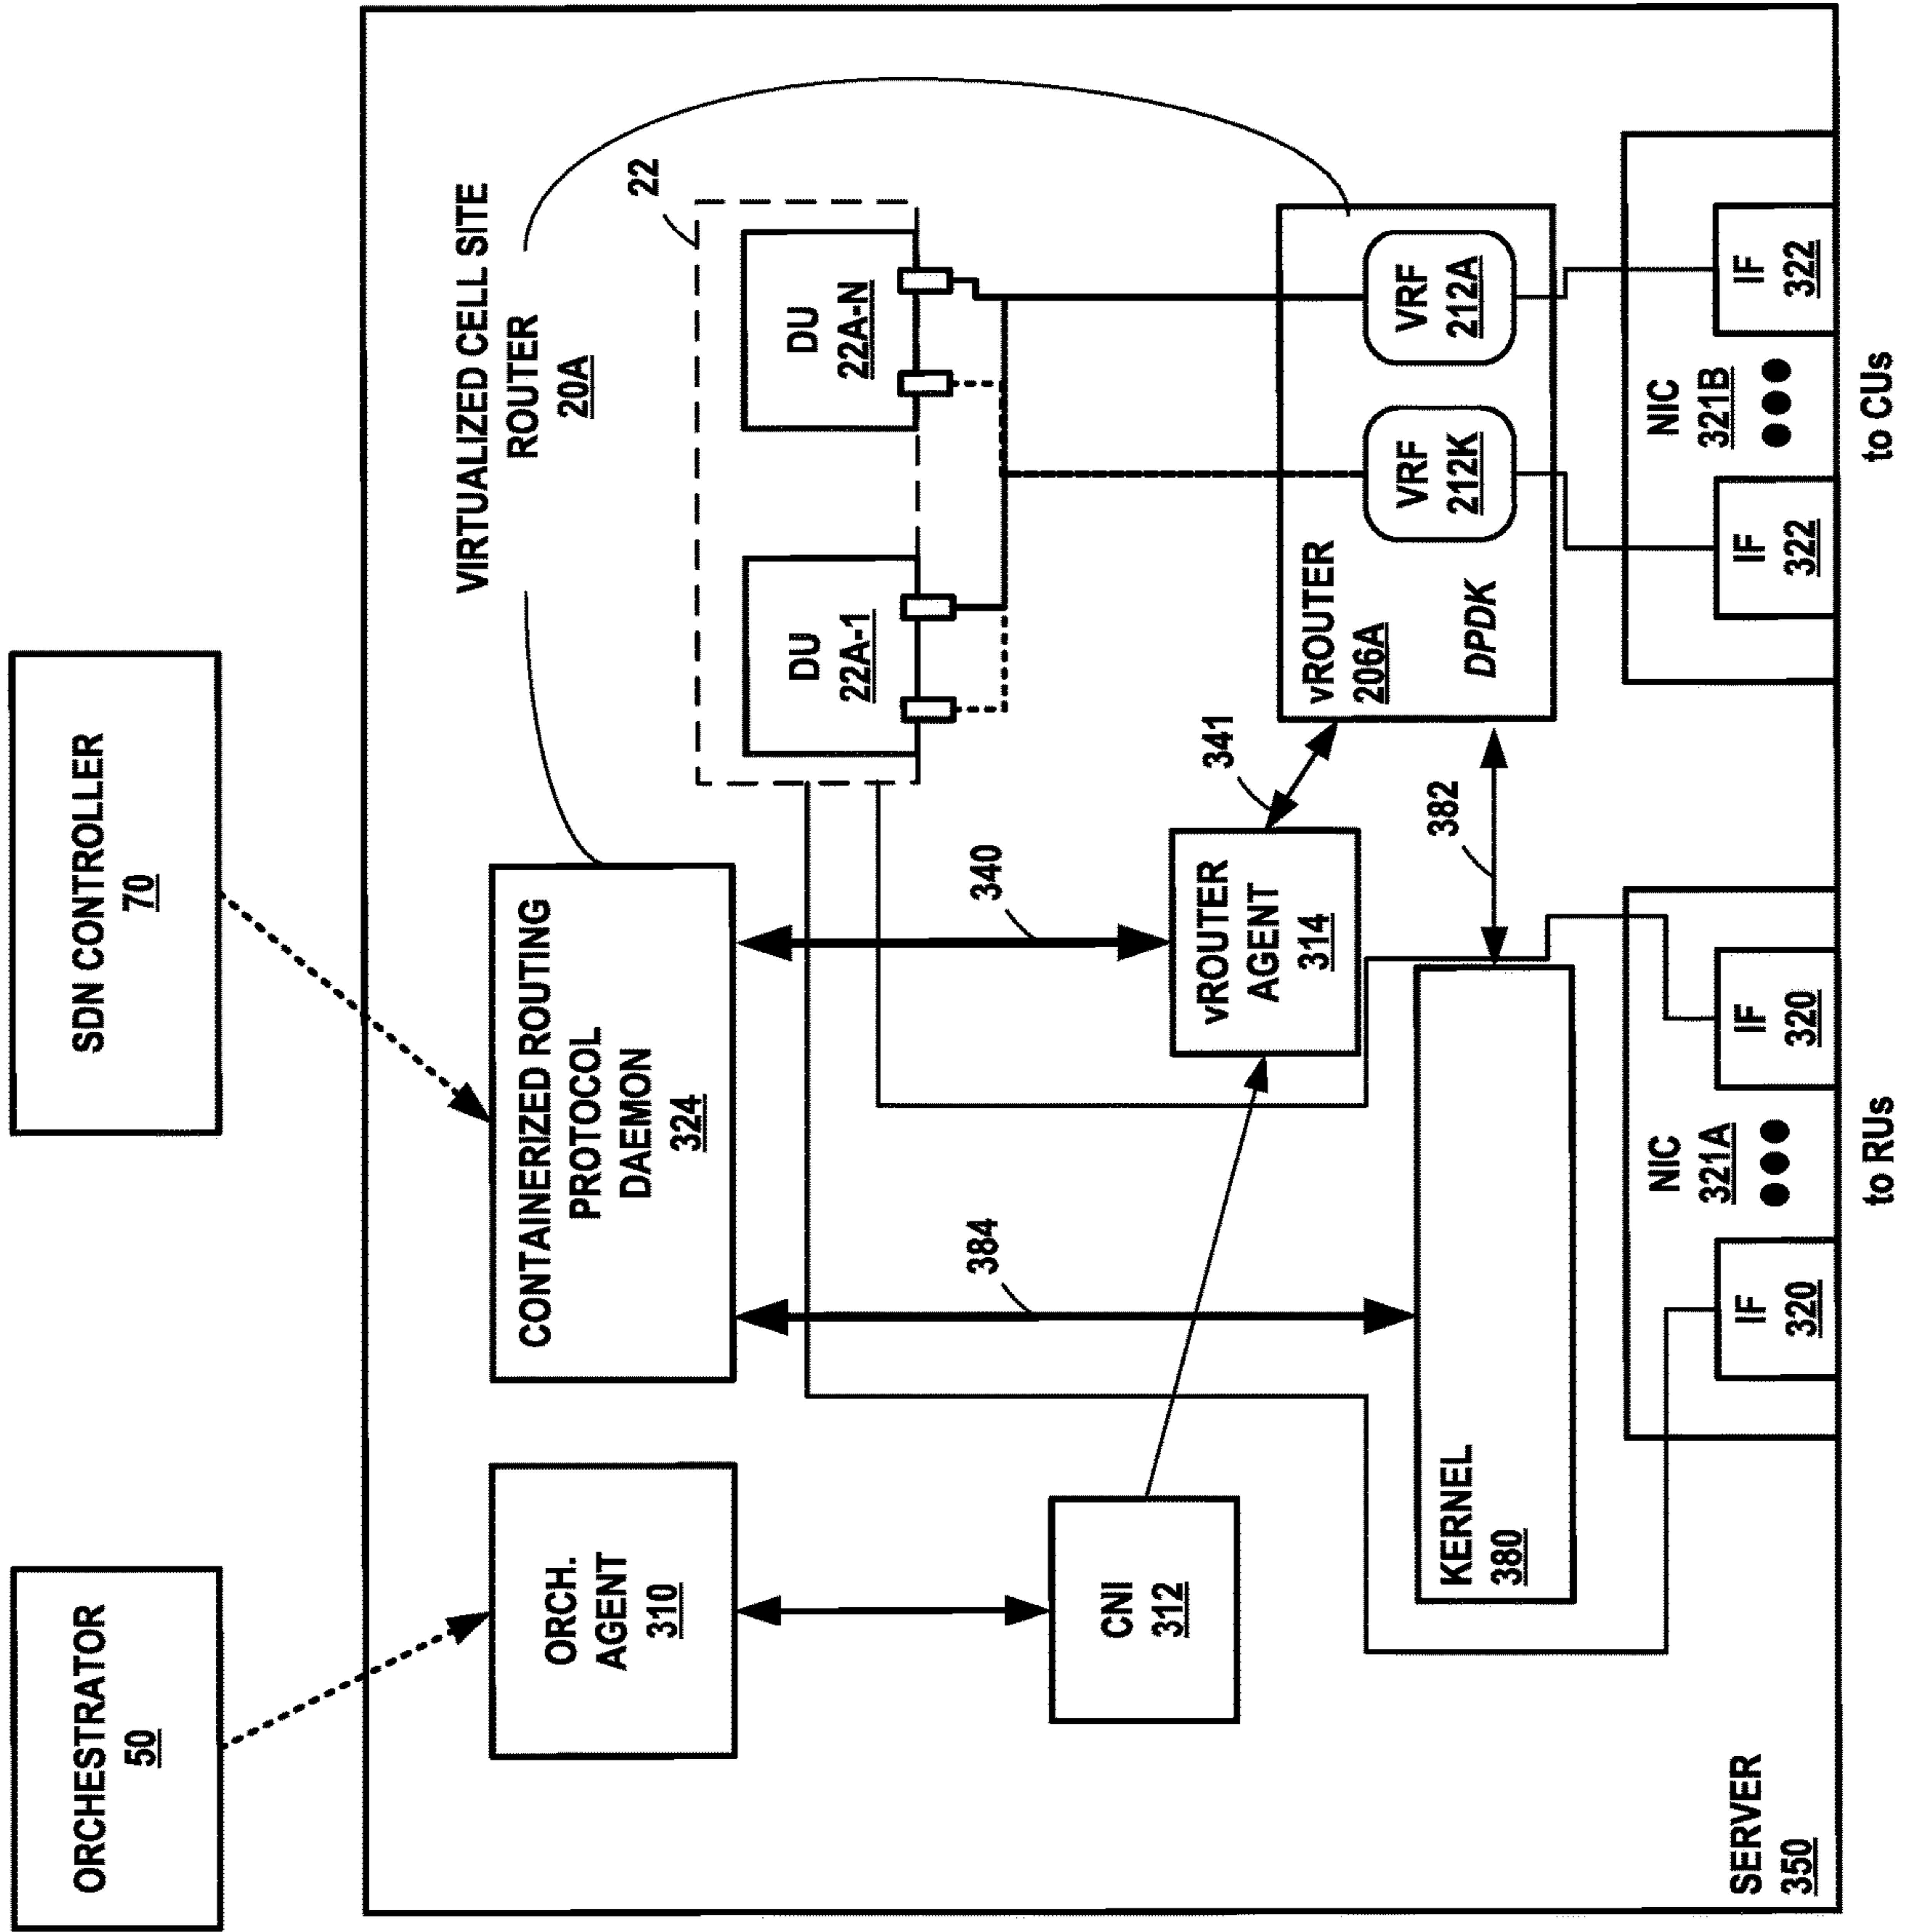 ORCHESTRATOR
50
SDN CONTROLLER
70
VIRTUALIZED CELL SITE
ROUTER
20A
ORCH.
AGENT
310
CONTAINERIZED ROUTING
PROTOCOL
DAEMON
324
22
DU
22A-1
DU
22A-N
384
340
341
CNI
312
vROUTER
AGENT
314
382
vROUTER
206A
DPDK
VRF
212K
VRF
212A
KERNEL
380
NIC
321A
IF
320
IF
320
NIC
321B
IF
322
IF
322
SERVER
350
to RUs
to CUs